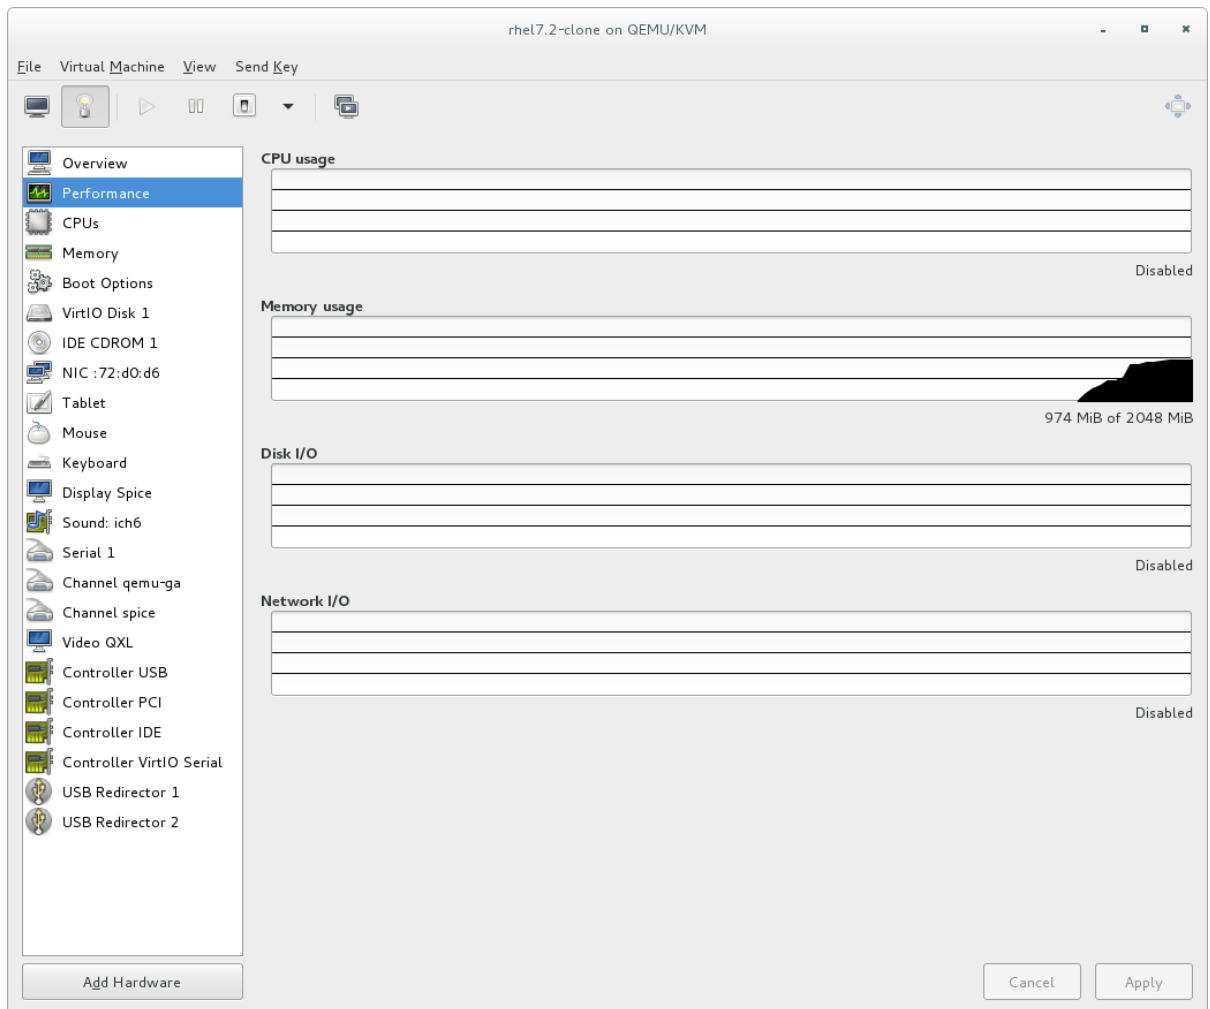 rhel7.2-clone on QEMU/KVM
File Virtual Machine View Send Key
Overview
Performance
CPUs
Memory
Boot Options
VirtIO Disk 1
IDE CDROM 1
NIC :72:d0:d6
Tablet
Mouse
Keyboard
Display Spice
Sound: ich6
Serial 1
Channel qemu-ga
Channel spice
Video QXL
Controller USB
Controller PCI
Controller IDE
Controller VirtIO Serial
USB Redirector 1
USB Redirector 2
Add Hardware
CPU usage
Disabled
Memory usage
974 MiB of 2048 MiB
Disk I/O
Disabled
Network I/O
Disabled
Cancel Apply